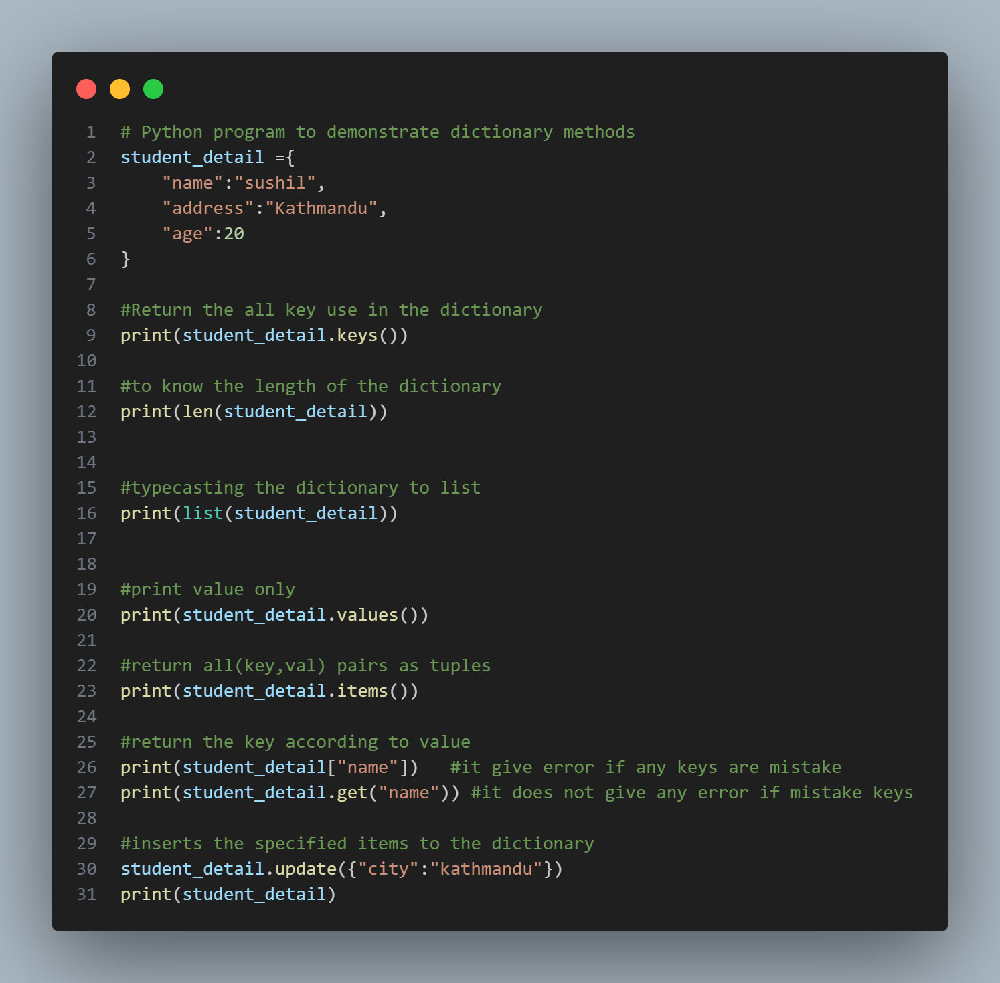 1 # Python program to demonstrate dictionary methods
2 student_detail ={
3     "name":"sushil",
4     "address":"Kathmandu",
5     "age":20
6 }
7
8 #Return the all key use in the dictionary
9 print(student_detail.keys())
10
11 #to know the length of the dictionary
12 print(len(student_detail))
13
14
15 #typecasting the dictionary to list
16 print(list(student_detail))
17
18
19 #print value only
20 print(student_detail.values())
21
22 #return all(key,val) pairs as tuples
23 print(student_detail.items())
24
25 #return the key according to value
26 print(student_detail["name"])   #it give error if any keys are mistake
27 print(student_detail.get("name")) #it does not give any error if mistake keys
28
29 #inserts the specified items to the dictionary
30 student_detail.update({"city":"kathmandu"})
31 print(student_detail)